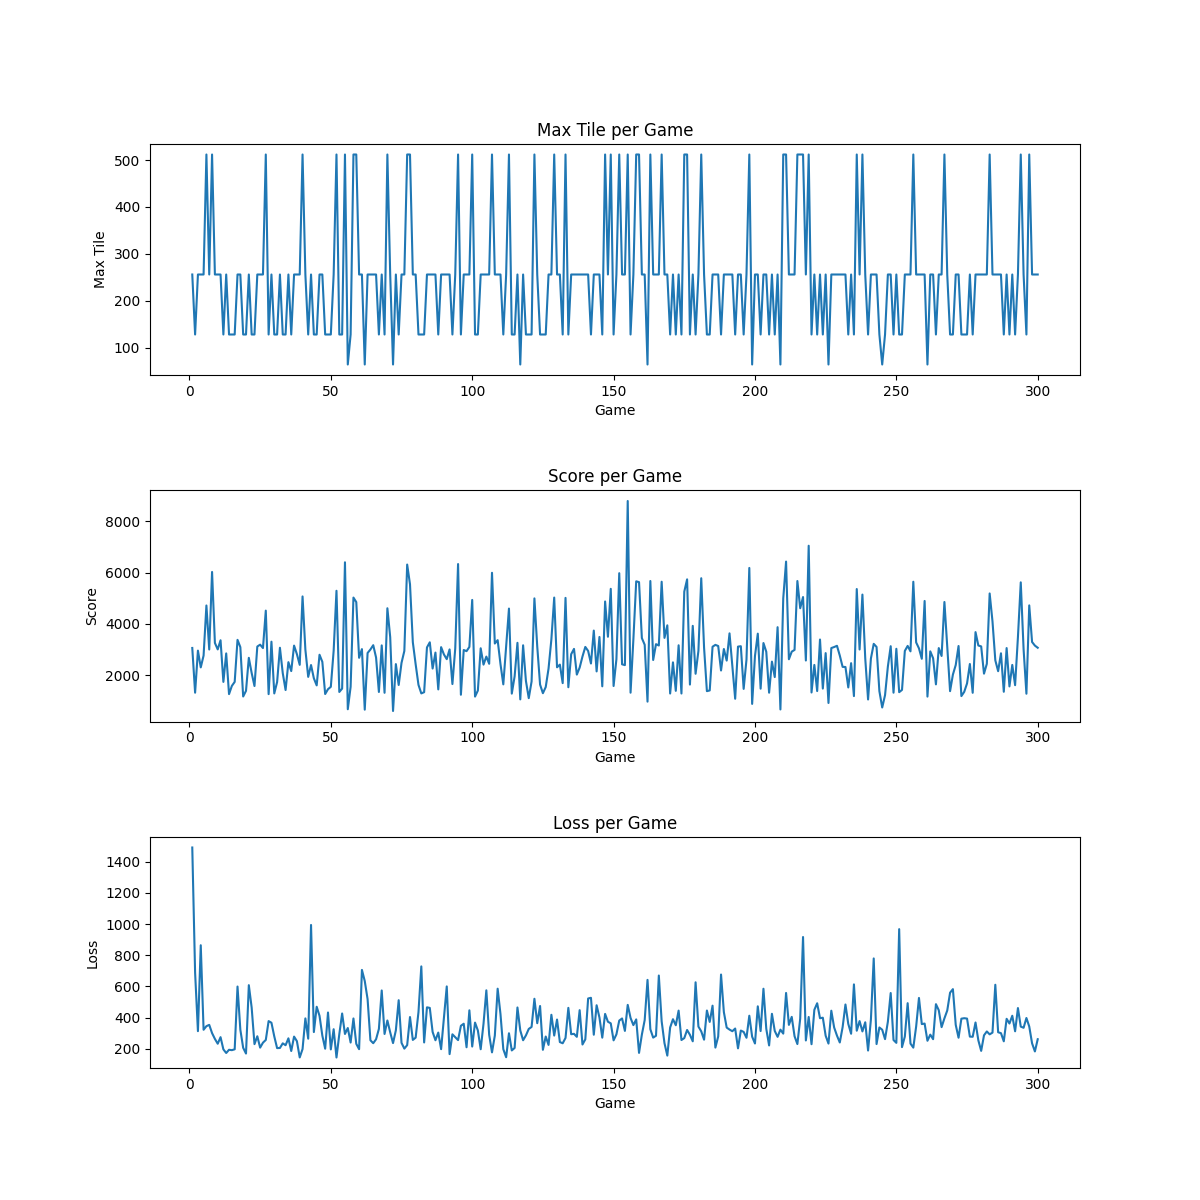 Max Tile per Game
500
400
300
200
100
Max Tile
0 50 100 150 200 250 300
Game
Score per Game
8000
6000
4000
2000
Score
0 50 100 150 200 250 300
Game
Loss per Game
1400
1200
1000
800
600
400
200
Loss
0 50 100 150 200 250 300
Game